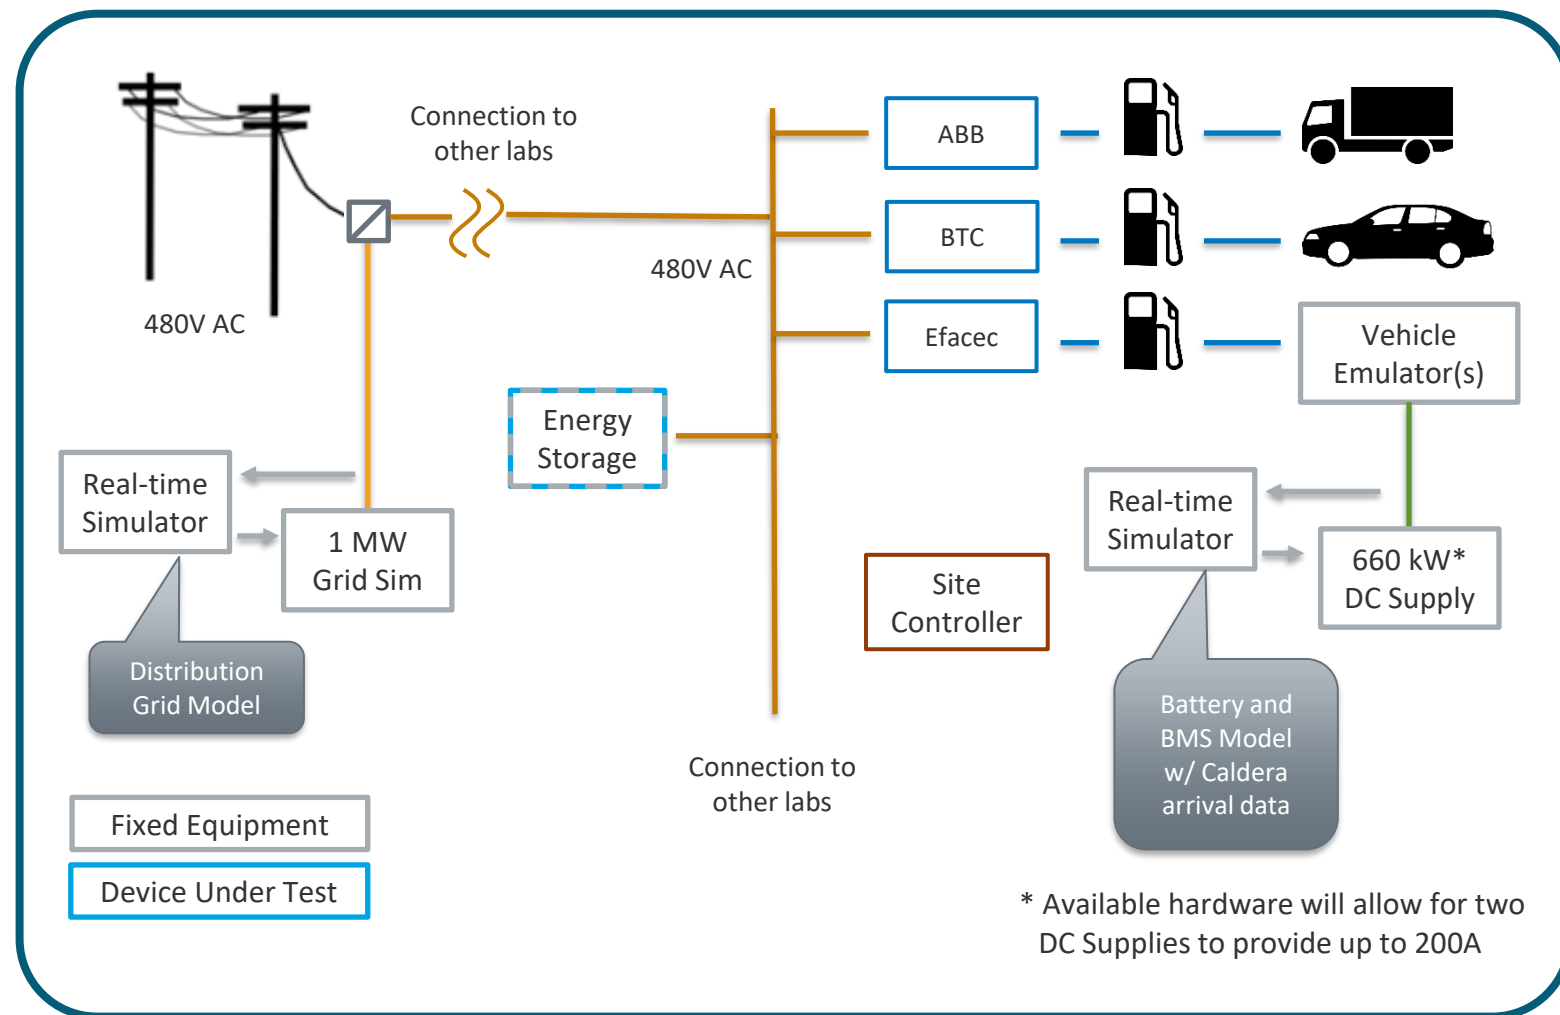 Connection to
other labs
480V AC
480V AC
ABB
BTC
Efacec
Vehicle
Emulator(s)
Energy
Storage
Real-time
Simulator
1 MW
Grid Sim
Distribution
Grid Model
Site
Controller
Real-time
Simulator
660 kW*
DC Supply
Battery and
BMS Model
w/ Caldera
arrival data
Connection to
other labs
Fixed Equipment
Device Under Test
* Available hardware will allow for two
DC Supplies to provide up to 200A